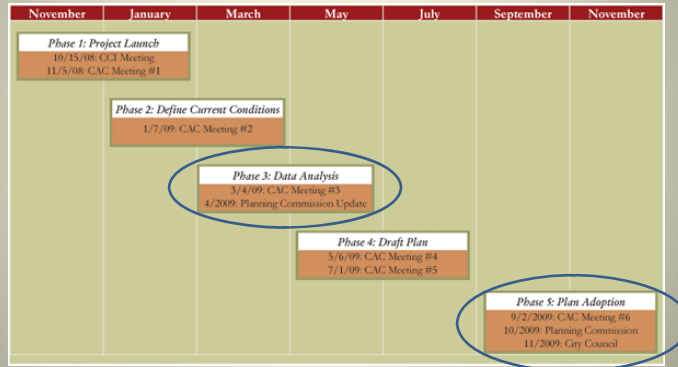 November January March May July September November
Phase 1: Project Launch
10/15/08: CCI Meeting
11/5/08: CAC Meeting #1
Phase 2: Define Current Conditions
1/7/09: CAC Meeting #2
Phase 3: Data Analysis
3/4/09: CAC Meeting #3
4/2009: Planning Commission Update
Phase 4: Draft Plan
5/6/09: CAC Meeting #4
7/1/09: CAC Meeting #5
Phase 5: Plan Adoption
9/2/2009: CAC Meeting #6
10/2009: Planning Commission
11/2009: City Council